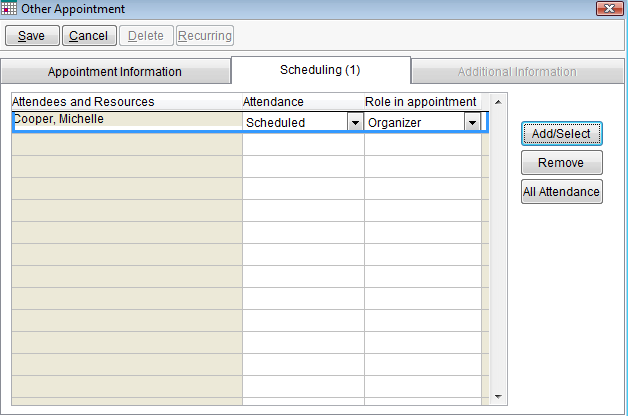 Other Appointment
Save Cancel Delete Recurring
Appointment Information Scheduling (1) Additional Information
Attendees and Resources Attendance Role in appointment
Cooper, Michelle Scheduled Organizer
Add/Select
Remove
All Attendance